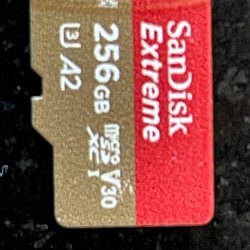 SanDisk
Extreme
256GB
microSD XC I
V30
U3 A2